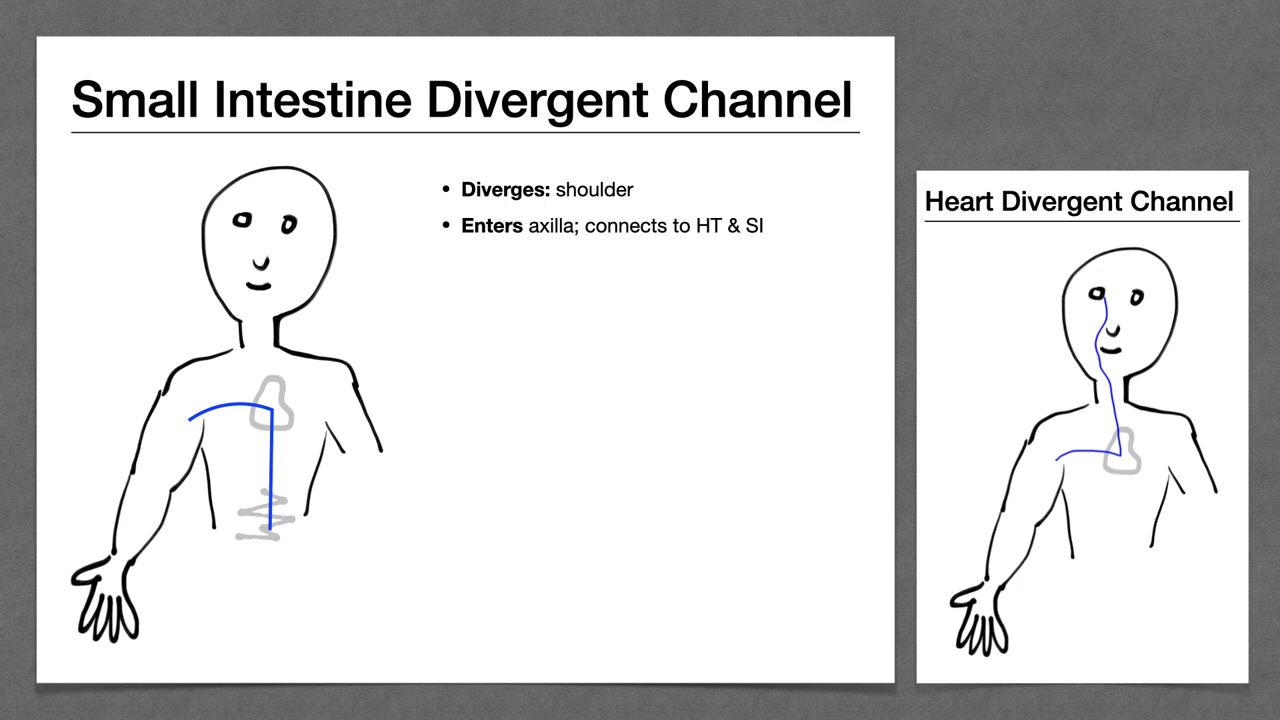 Small Intestine Divergent Channel
• Diverges: shoulder
• Enters axilla; connects to HT & SI
Heart Divergent Channel